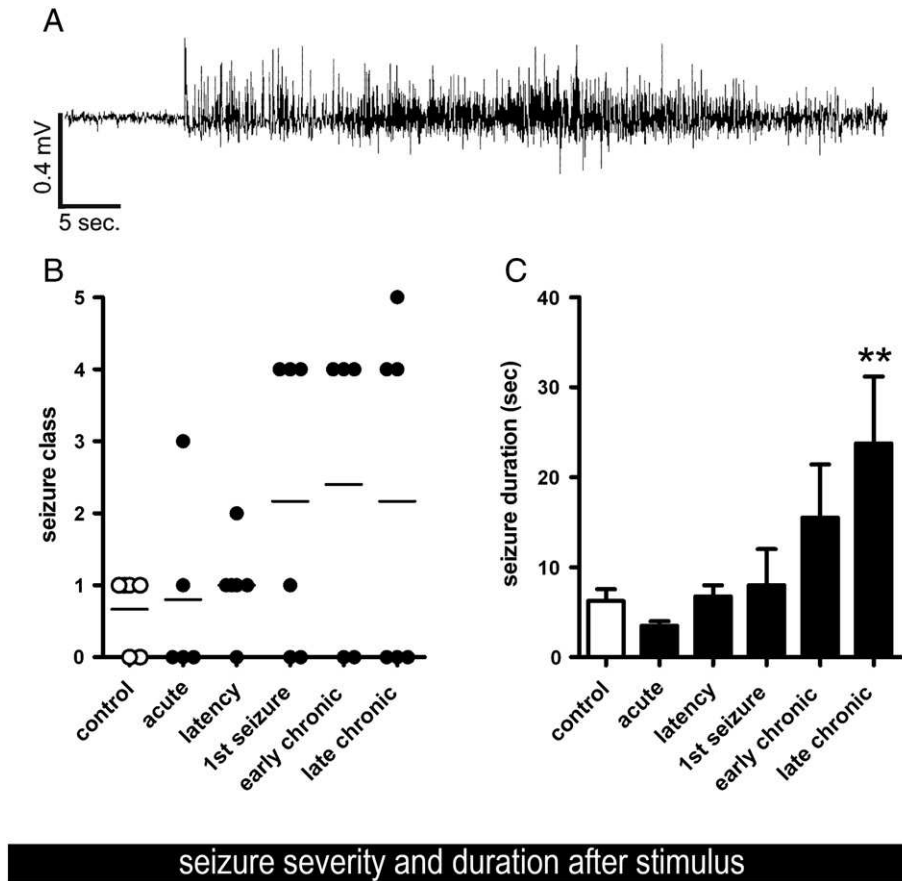 A
0.4 mV
5 sec.
B
seizure class
5
4
3
2
1
0
control
acute
latency
1st seizure
early chronic
late chronic
C
seizure duration (sec)
40
30
20
10
0
**
control
acute
latency
1st seizure
early chronic
late chronic
seizure severity and duration after stimulus